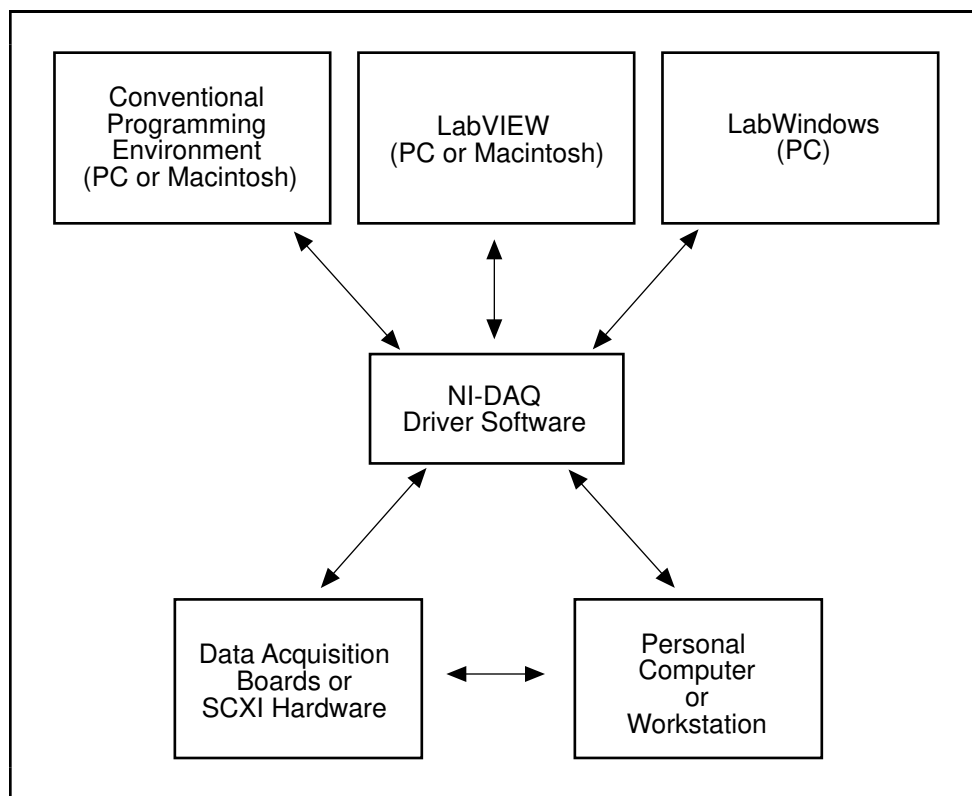 Conventional
Programming
Environment
(PC or Macintosh)
LabVIEW
(PC or Macintosh)
LabWindows
(PC)
NI-DAQ
Driver Software
Data Acquisition
Boards or
SCXI Hardware
Personal
Computer
or
Workstation